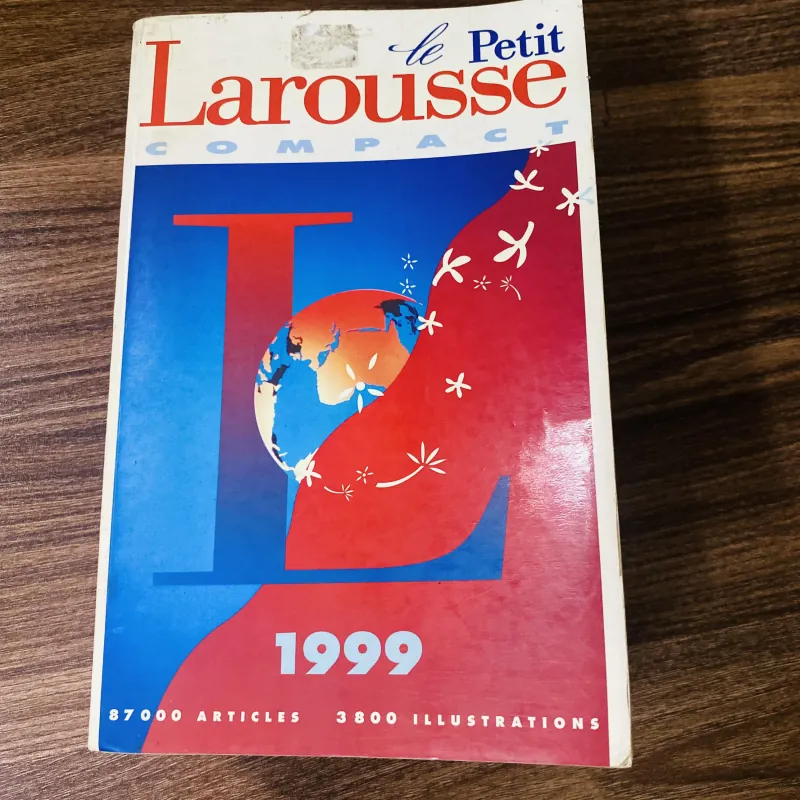 le Petit
Larousse
COMPACT
L
1999
87000 ARTICLES 3800 ILLUSTRATIONS